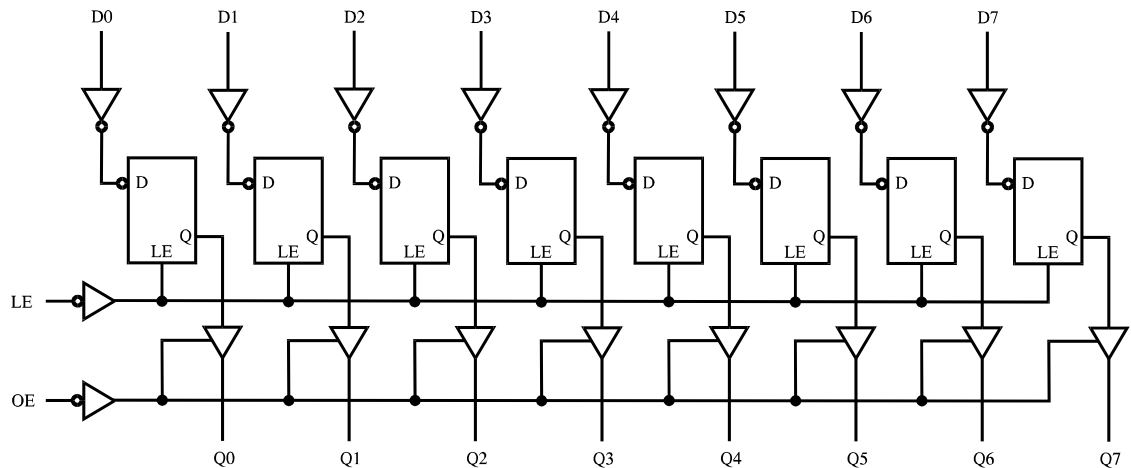 D0 D1 D2 D3 D4 D5 D6 D7
D D D D D D D D
Q Q Q Q Q Q Q Q
LE LE LE LE LE LE LE LE
LE
OE
Q0 Q1 Q2 Q3 Q4 Q5 Q6 Q7